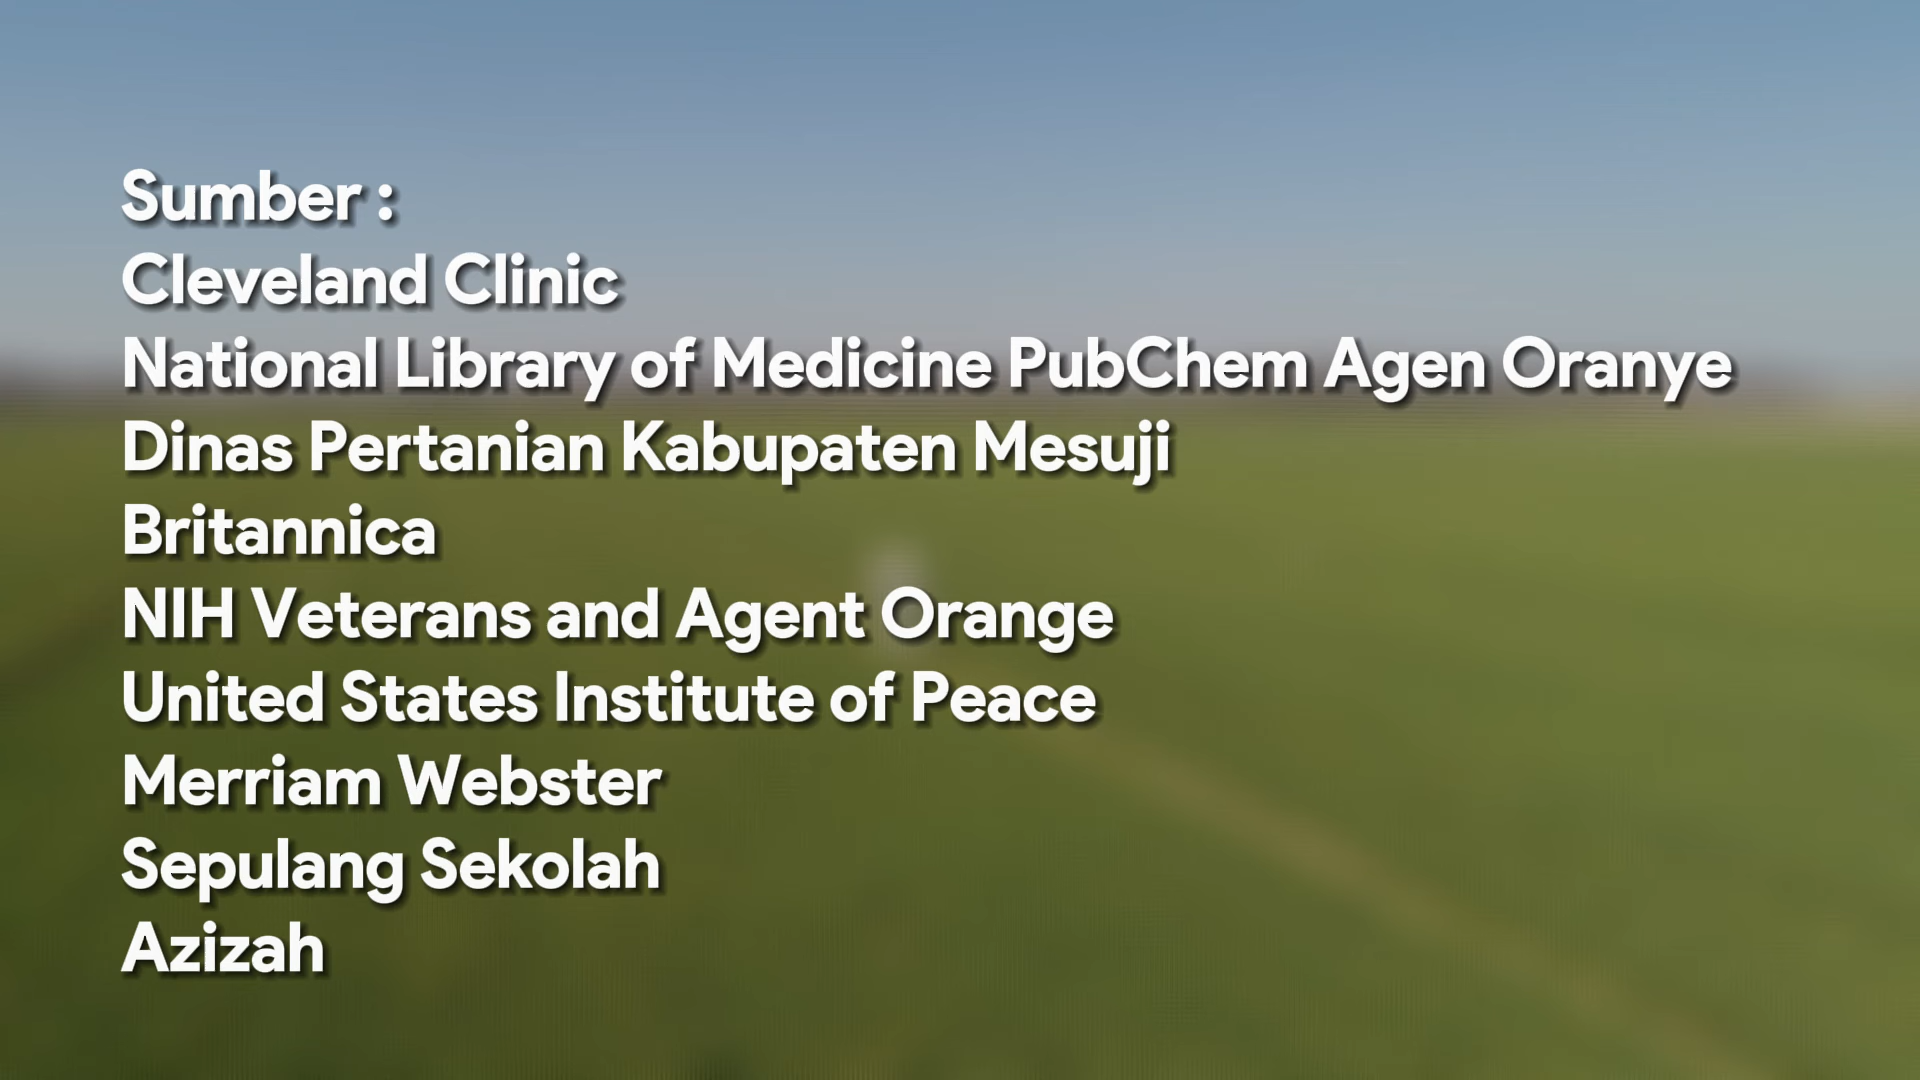 Sumber :
Cleveland Clinic
National Library of Medicine PubChem Agen Oranye
Dinas Pertanian Kabupaten Mesuji
Britannica
NIH Veterans and Agent Orange
United States Institute of Peace
Merriam Webster
Sepulang Sekolah
Azizah